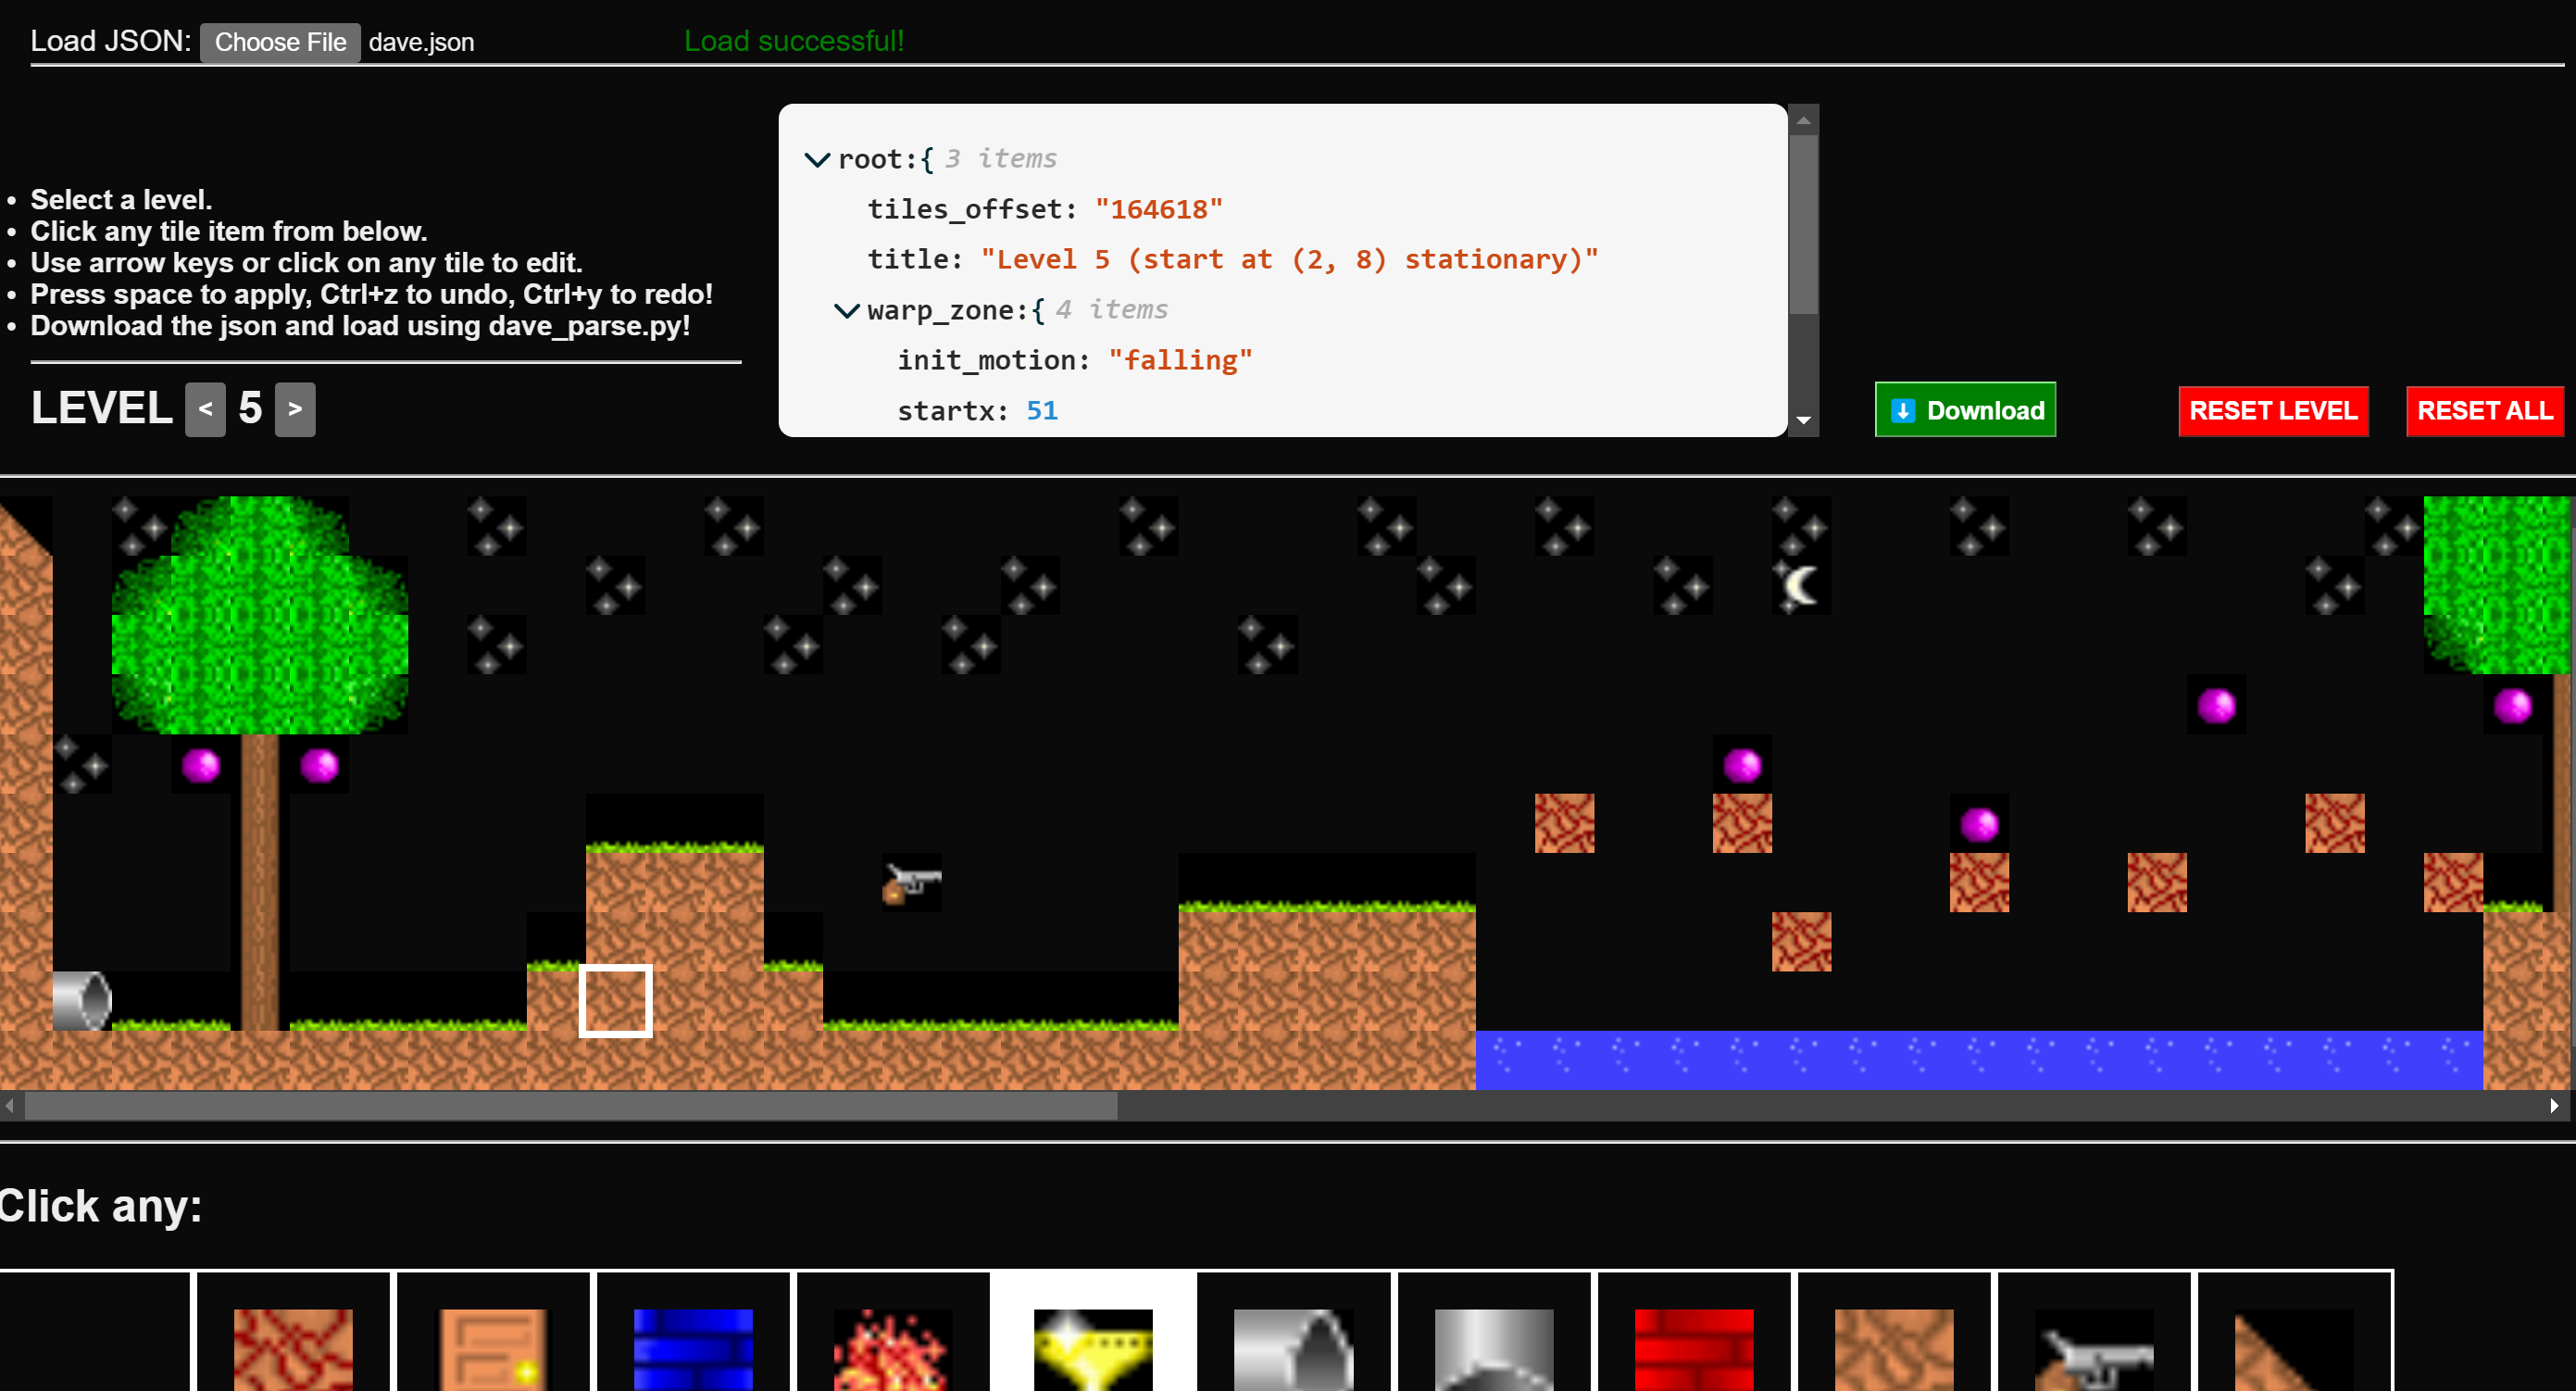 Load JSON: Choose File dave.json Load successful!
root:{ 3 items
tiles_offset: "164618"
title: "Level 5 (start at (2, 8) stationary)"
warp_zone:{ 4 items
init_motion: "falling"
startx: 51
Select a level.
Click any tile item from below.
Use arrow keys or click on any tile to edit.
Press space to apply, Ctrl+z to undo, Ctrl+y to redo!
Download the json and load using dave_parse.py!
LEVEL < 5 >
Download
RESET LEVEL
RESET ALL
Click any: